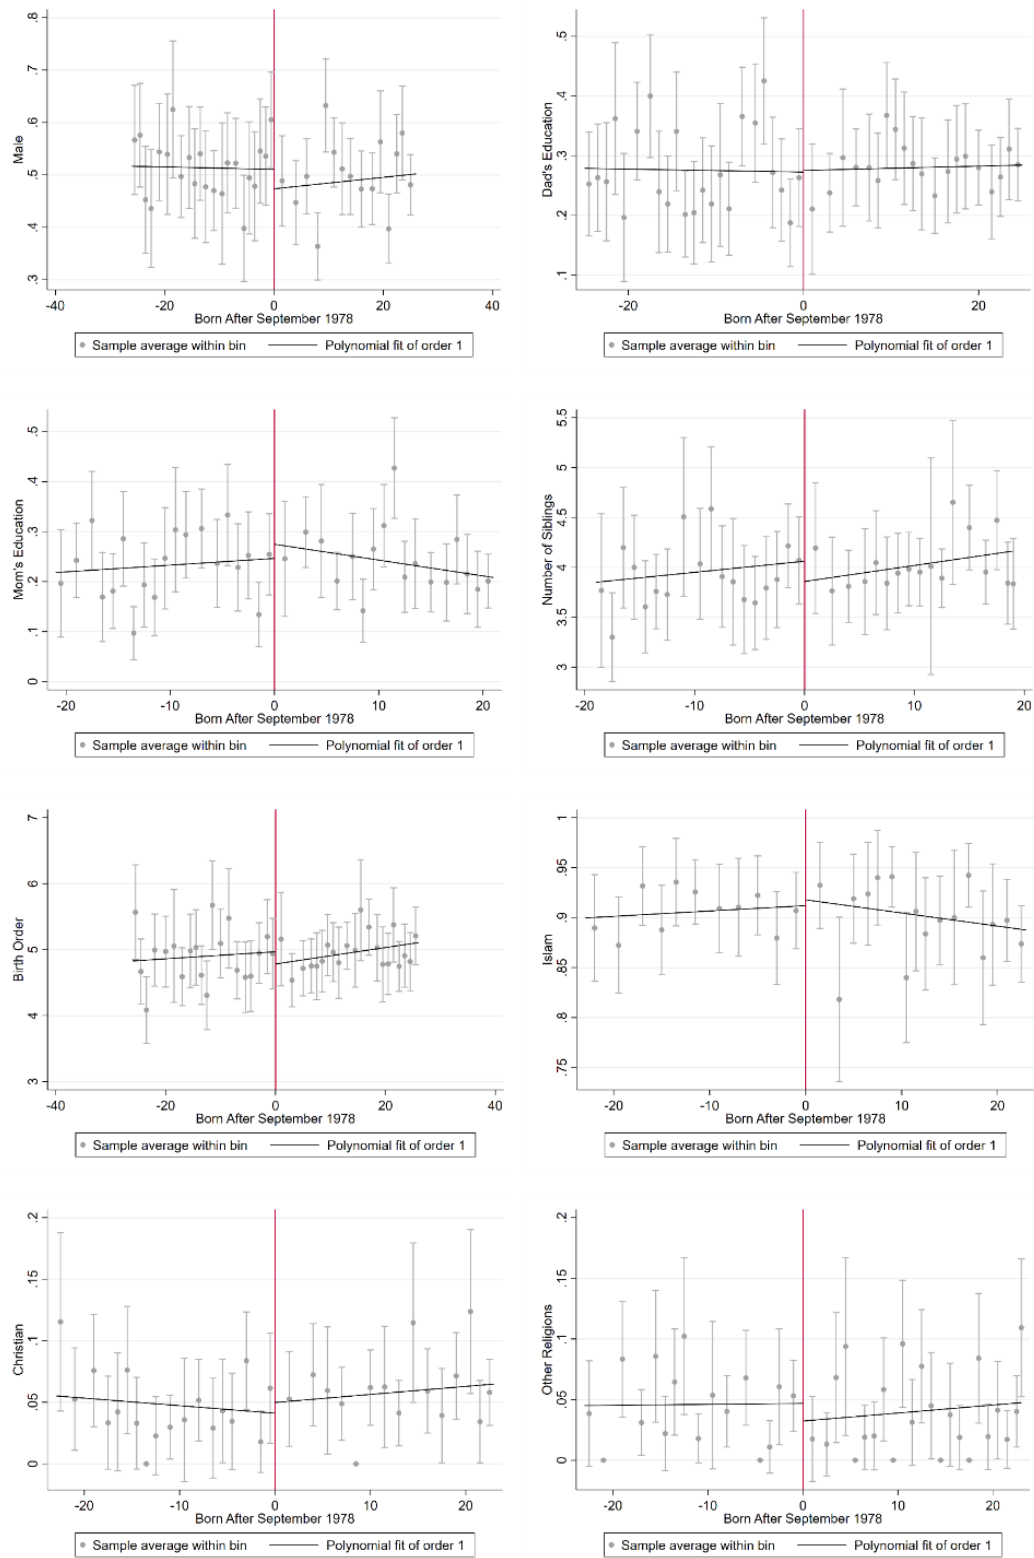 Male
.8
.7
.6
.5
.4
.3
-40 -20 0 20 40
Born After September 1978
Sample average within bin Polynomial fit of order 1
Dad's Education
.5
.4
.3
.2
.1
-20 0 20
Born After September 1978
Sample average within bin Polynomial fit of order 1
Mom's Education
.5
.4
.3
.2
.1
0
-20 -10 0 10 20
Born After September 1978
Sample average within bin Polynomial fit of order 1
Number of Siblings
5.5
5
4.5
4
3.5
3
-20 -10 0 10 20
Born After September 1978
Sample average within bin Polynomial fit of order 1
Birth Order
7
6
5
4
3
-40 -20 0 20 40
Born After September 1978
Sample average within bin Polynomial fit of order 1
Islam
1
.95
.9
.85
.8
.75
-20 -10 0 10 20
Born After September 1978
Sample average within bin Polynomial fit of order 1
Christian
.2
.15
.1
.05
0
-20 -10 0 10 20
Born After September 1978
Sample average within bin Polynomial fit of order 1
Other Religions
.2
.15
.1
.05
0
-20 -10 0 10 20
Born After September 1978
Sample average within bin Polynomial fit of order 1